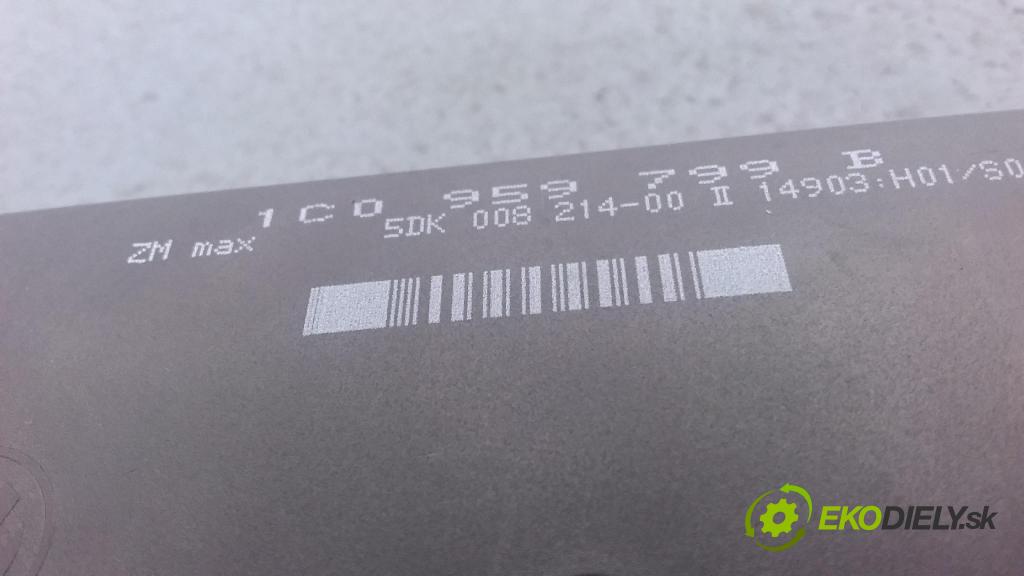 1C0 959 799 B
ZM max 5DK 008 214-00 II 14903:H01/S0
EKODIELY.sk